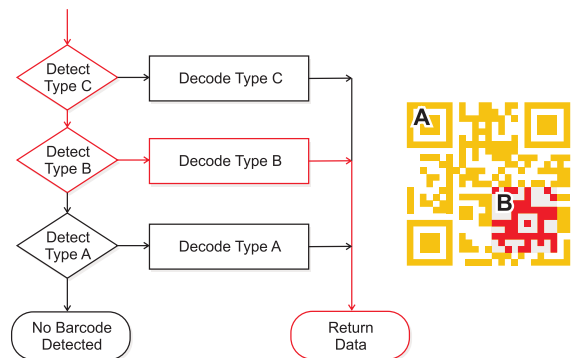 Detect
Type C
Decode Type C
Detect
Type B
Decode Type B
Detect
Type A
Decode Type A
No Barcode
Detected
Return
Data
A
B